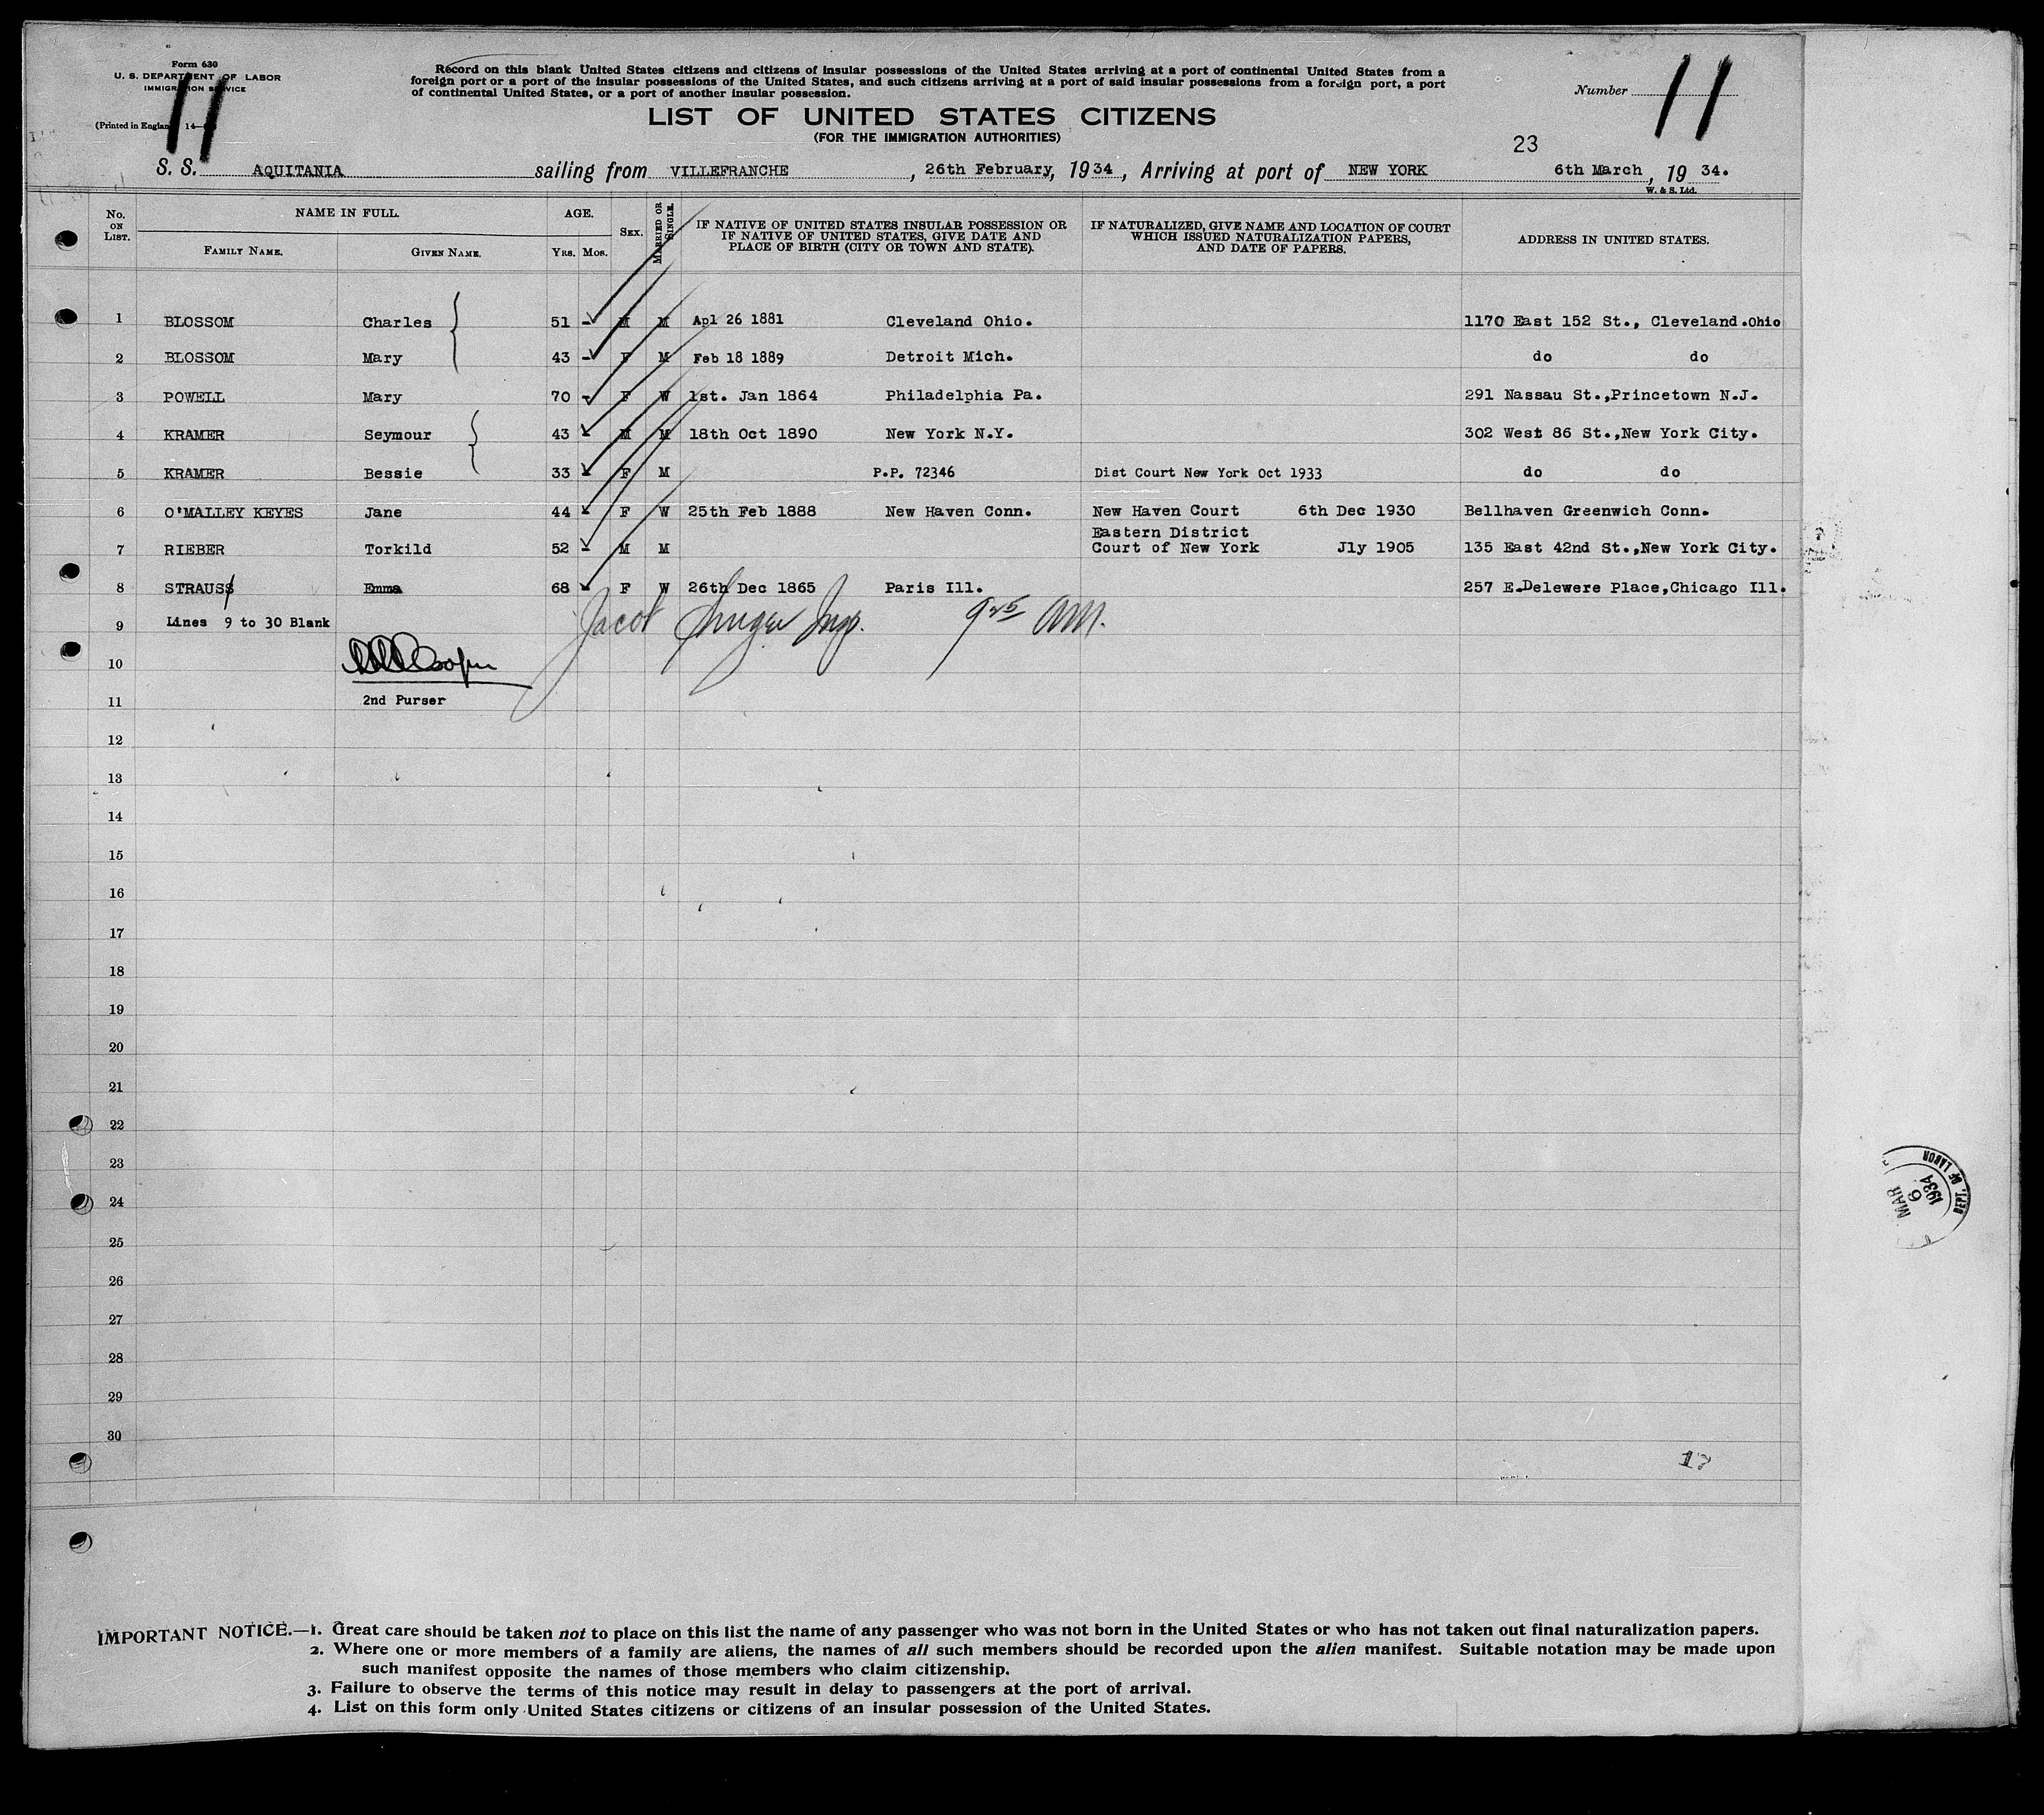 Form 630
U. S. DEPARTMENT OF LABOR
IMMIGRATION SERVICE
(Printed in England 14—
11
Record on this blank United States citizens and citizens of insular possessions of the United States arriving at a port of continental United States from a
foreign port or a port of the insular possessions of the United States, and such citizens arriving at a port of said insular possessions from a foreign port, a port
of continental United States, or a port of another insular possession.
Number 11
LIST OF UNITED STATES CITIZENS
(FOR THE IMMIGRATION AUTHORITIES)
23
S. S. AQUITANIA sailing from VILLEFRANCHE, 26th February, 1934, Arriving at port of NEW YORK 6th March, 19 34.
W. & S. Ltd.
No. ON LIST. NAME IN FULL. AGE. SEX. MARRIED OR SINGLE. IF NATIVE OF UNITED STATES INSULAR POSSESSION OR IF NATIVE OF UNITED STATES, GIVE DATE AND PLACE OF BIRTH (CITY OR TOWN AND STATE). IF NATURALIZED, GIVE NAME AND LOCATION OF COURT WHICH ISSUED NATURALIZATION PAPERS, AND DATE OF PAPERS. ADDRESS IN UNITED STATES.
FAMILY NAME. GIVEN NAME. YRS. MOS.
1 BLOSSOM Charles 51 - M M Apl 26 1881 Cleveland Ohio. 1170 East 152 St., Cleveland.Ohio
2 BLOSSOM Mary 43 - F M Feb 18 1889 Detroit Mich. do do
3 POWELL Mary 70 - F W 1st. Jan 1864 Philadelphia Pa. 291 Nassau St.,Princetown N.J.
4 KRAMER Seymour 43 - M M 18th Oct 1890 New York N.Y. 302 West 86 St.,New York City.
5 KRAMER Bessie 33 - F M P.P. 72346 Dist Court New York Oct 1933 do do
6 O'MALLEY KEYES Jane 44 - F W 25th Feb 1888 New Haven Conn. New Haven Court 6th Dec 1930 Bellhaven Greenwich Conn.
Eastern District
7 RIEBER Torkild 52 - M M Court of New York Jly 1905 135 East 42nd St.,New York City.
8 STRAUSS Emma 68 - F W 26th Dec 1865 Paris Ill. 257 E.Delewere Place,Chicago Ill.
9 Lines 9 to 30 Blank
Jacob Insp. 9 25 AM.
10 Cooper
11 2nd Purser
12
13
14
15
16
17
18
19
20
21
22
23
24
25
26
27
28
29
30
DEPT. OF LABOR
MAR 6 1934
IMPORTANT NOTICE.—1. Great care should be taken not to place on this list the name of any passenger who was not born in the United States or who has not taken out final naturalization papers.
2. Where one or more members of a family are aliens, the names of all such members should be recorded upon the alien manifest. Suitable notation may be made upon
such manifest opposite the names of those members who claim citizenship.
3. Failure to observe the terms of this notice may result in delay to passengers at the port of arrival.
4. List on this form only United States citizens or citizens of an insular possession of the United States.